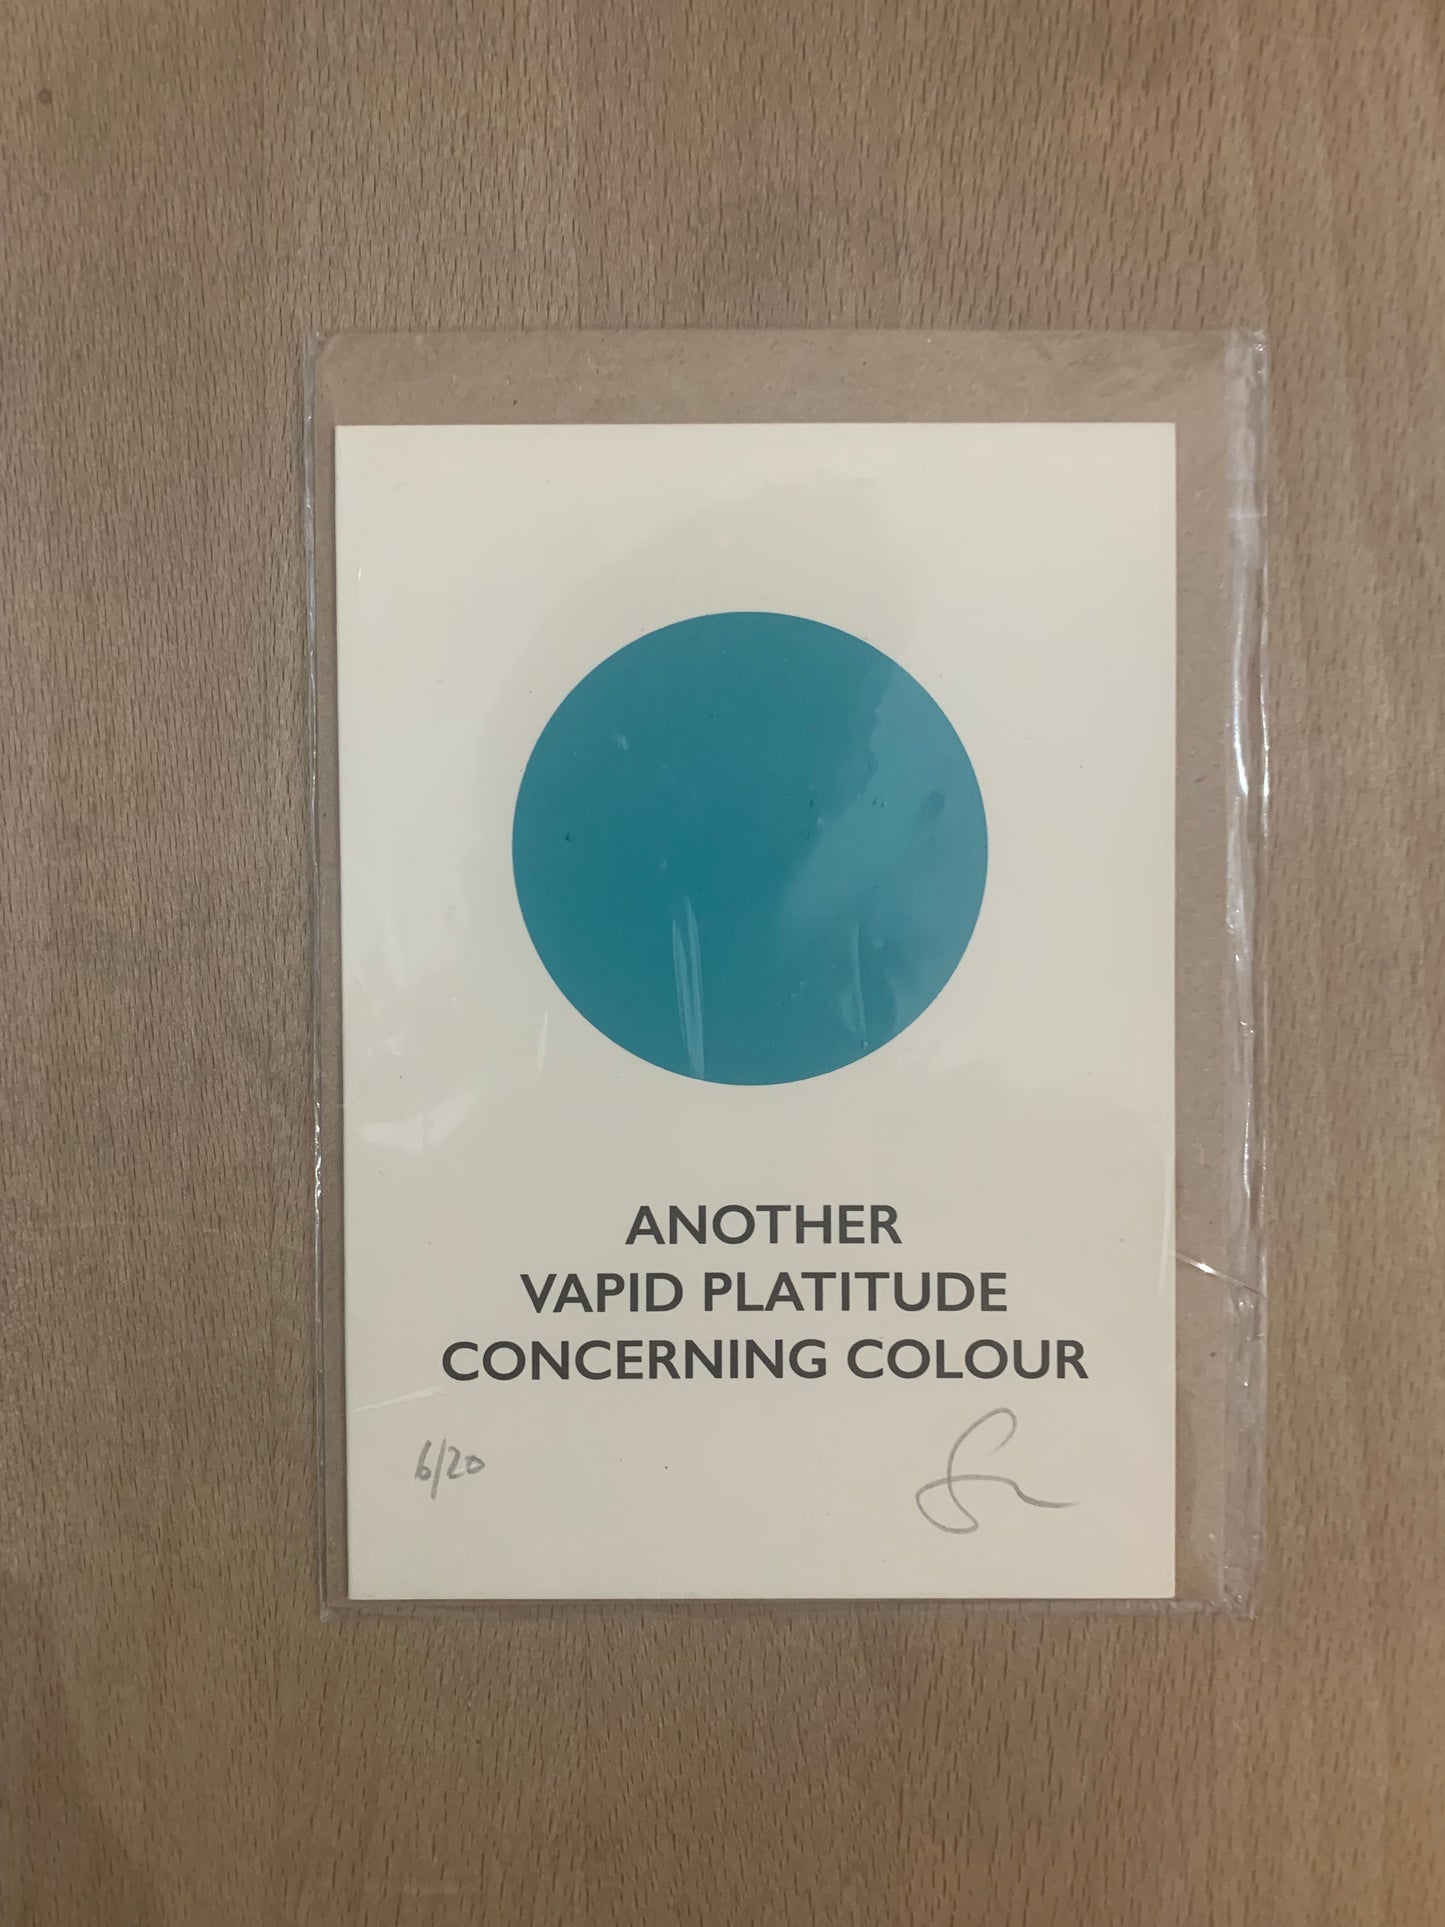 ANOTHER
VAPID PLATITUDE
CONCERNING COLOUR
6/20